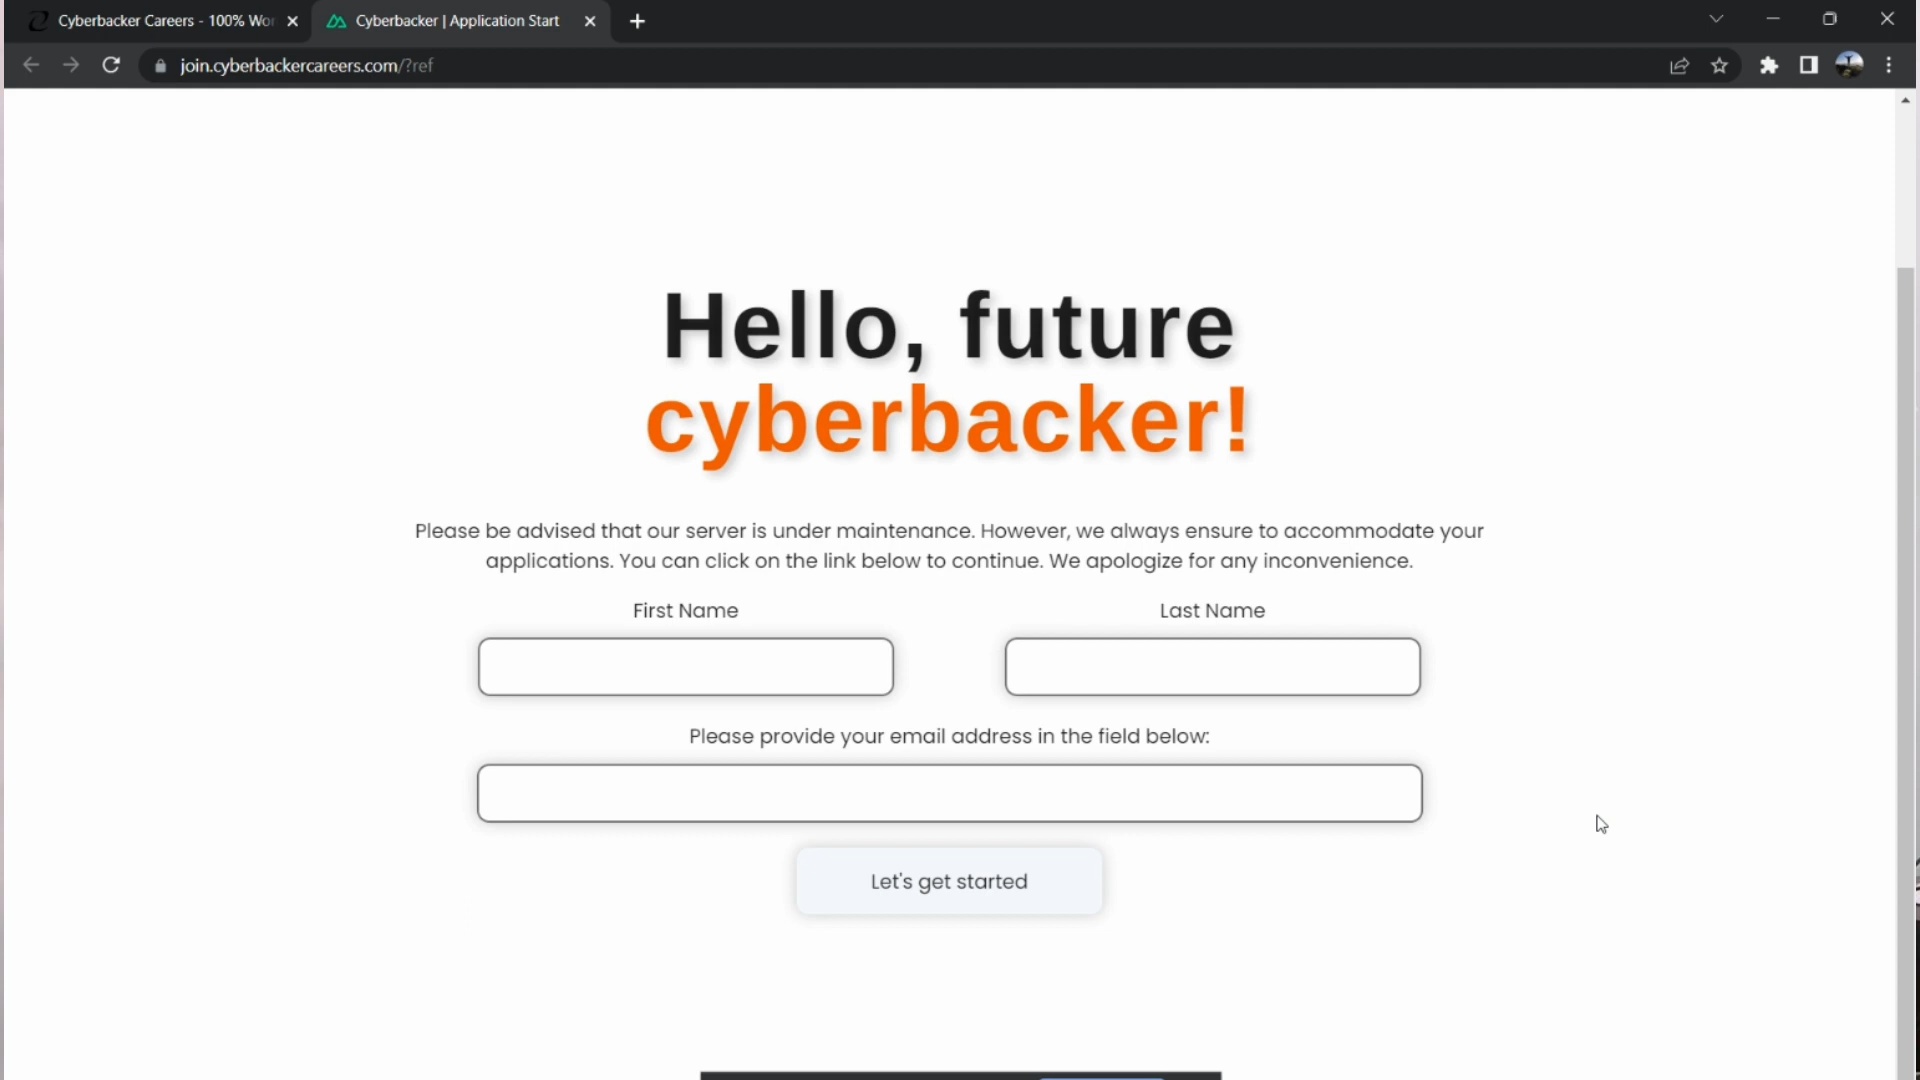 Cyberbacker Careers - 100% Wor
Cyberbacker | Application Start
join.cyberbackercareers.com/?ref
Hello, future
cyberbacker!
Please be advised that our server is under maintenance. However, we always ensure to accommodate your
applications. You can click on the link below to continue. We apologize for any inconvenience.
First Name
Last Name
Please provide your email address in the field below:
Let's get started